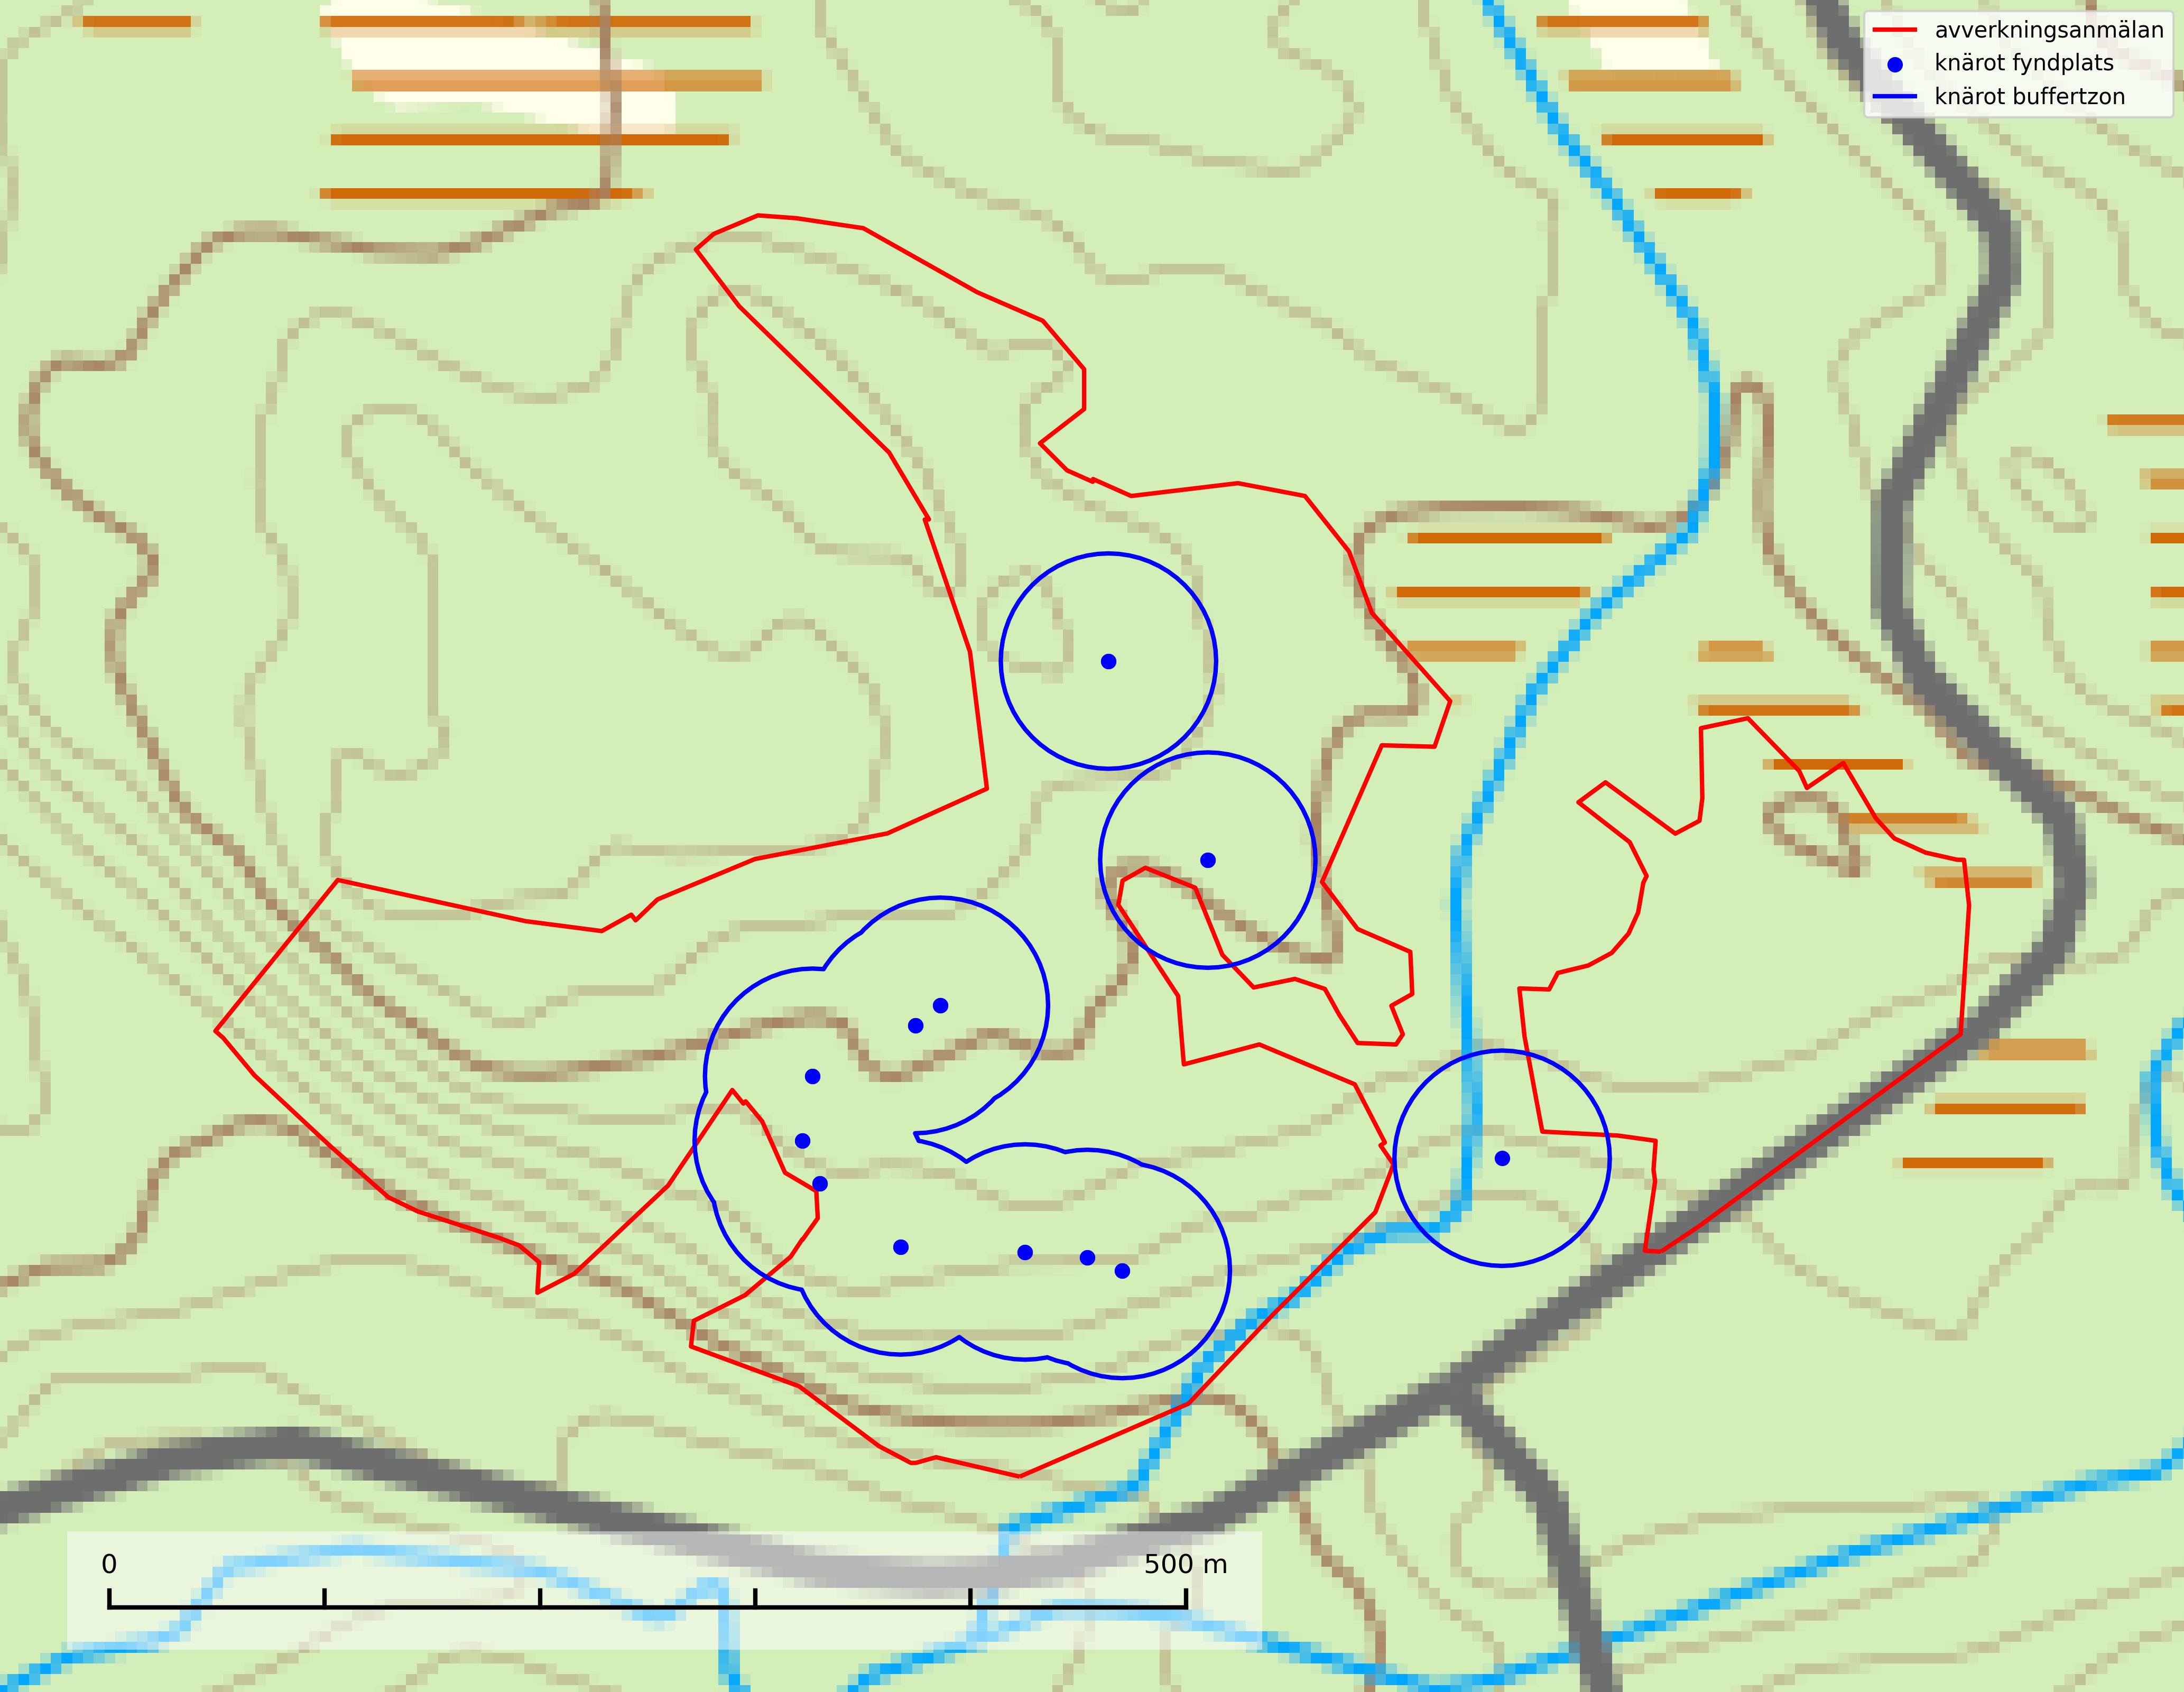 avverkningsanmälan
knärot fyndplats
knärot buffertzon
0
500 m